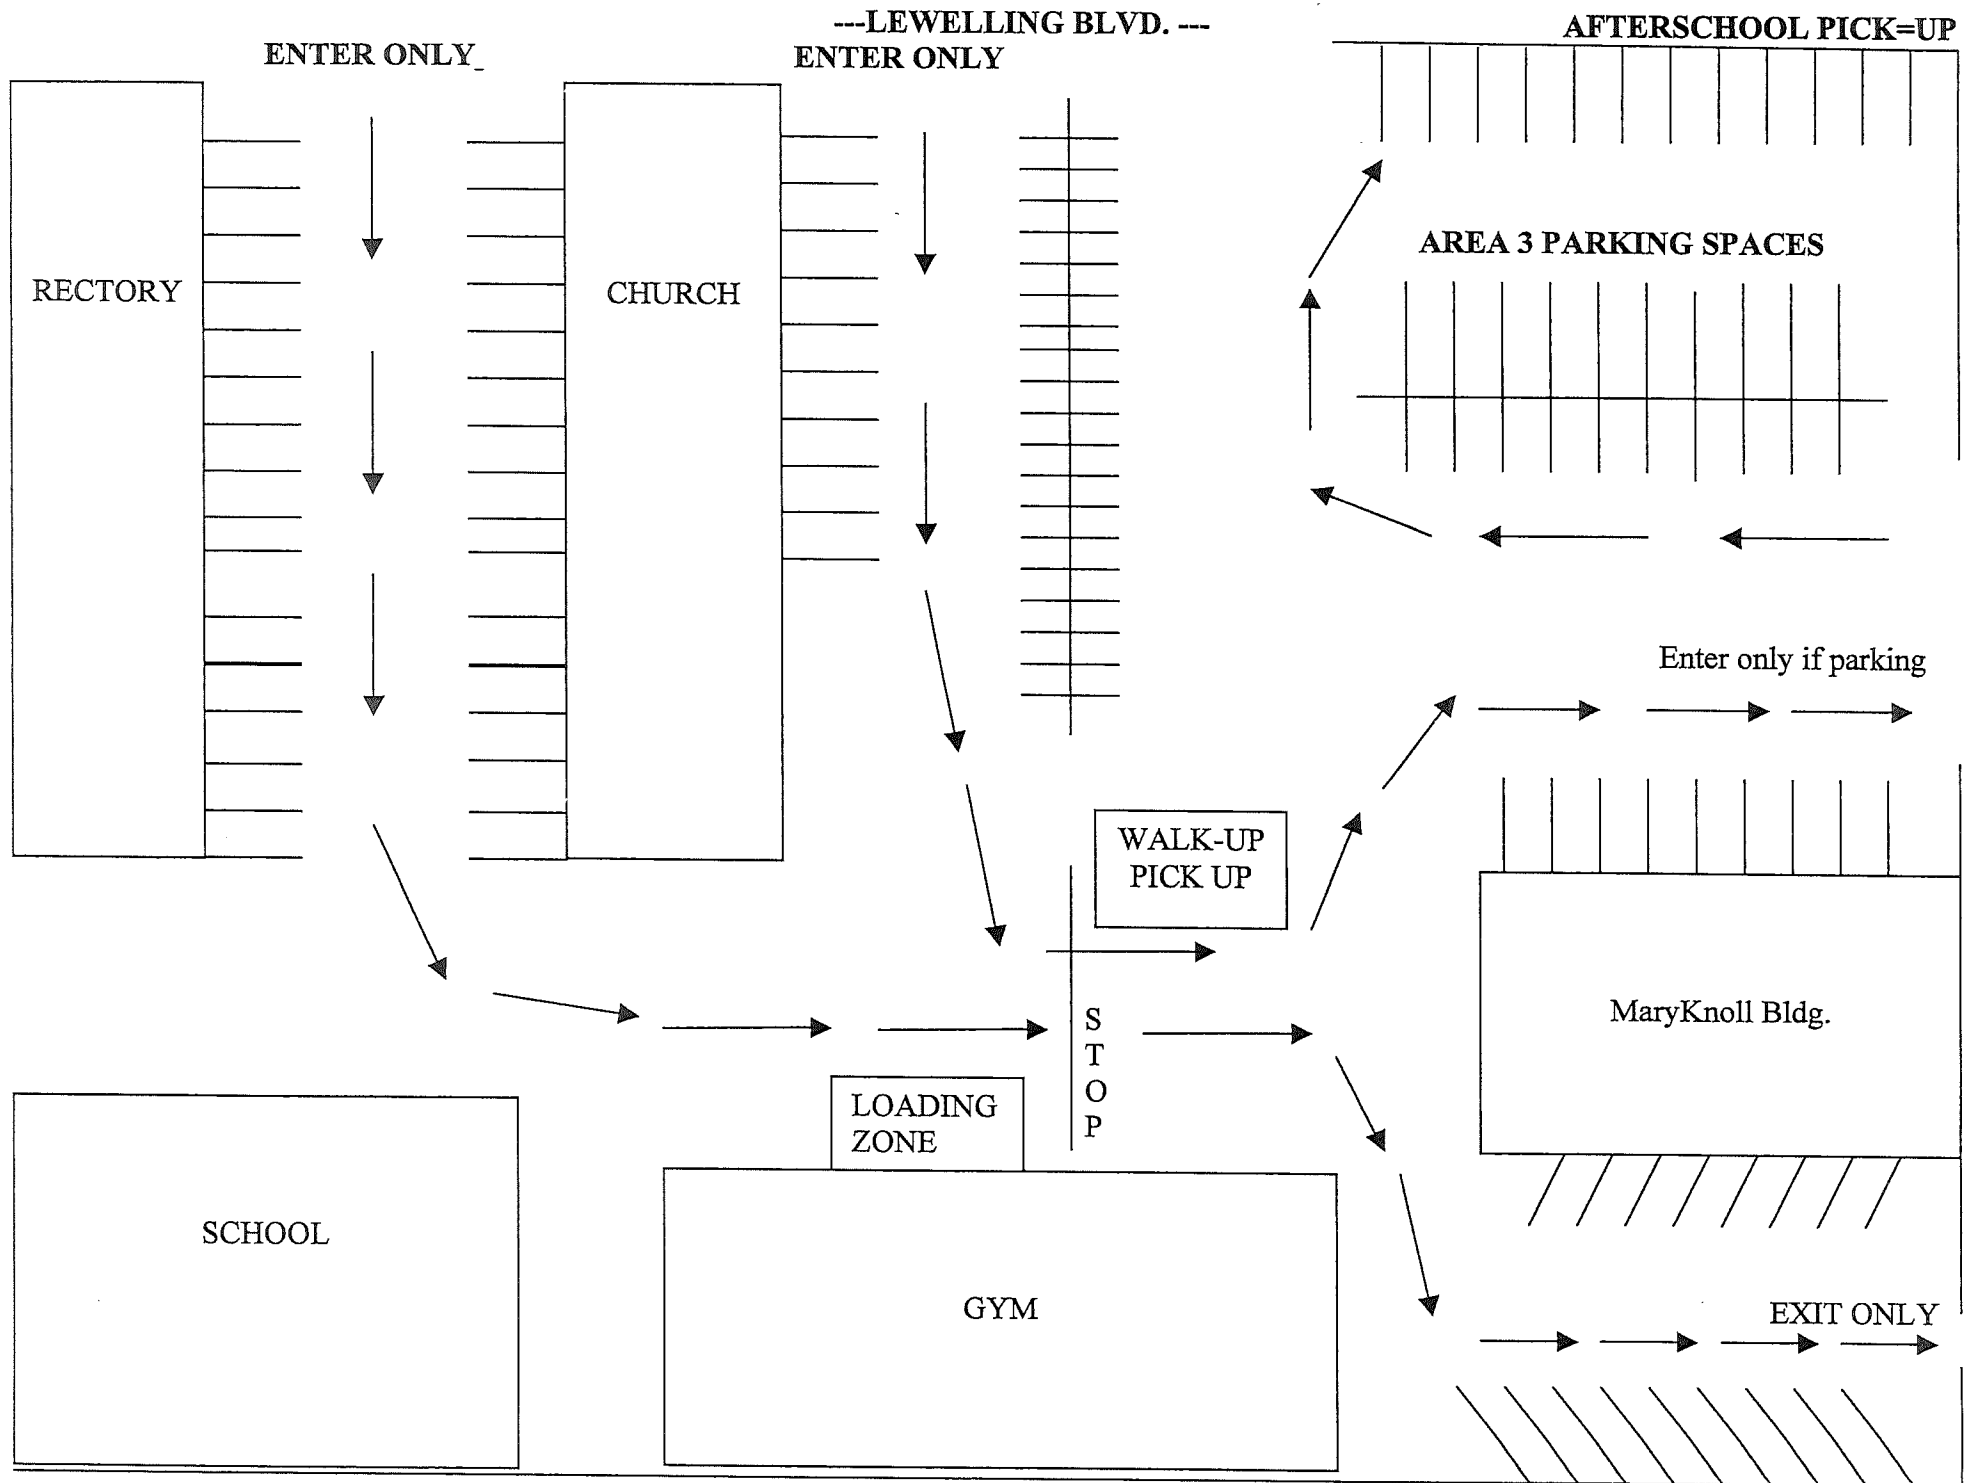 ---LEWELLING BLVD. ---
AFTERSCHOOL PICK=UP
ENTER ONLY
ENTER ONLY
AREA 3 PARKING SPACES
RECTORY
CHURCH
Enter only if parking
WALK-UP
PICK UP
MaryKnoll Bldg.
S
T
O
P
LOADING
ZONE
SCHOOL
GYM
EXIT ONLY